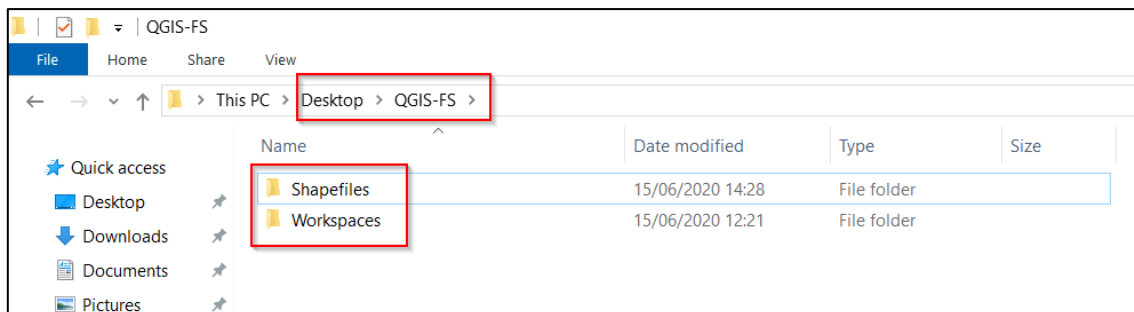 QGIS-FS
File Home Share View
This PC > Desktop > QGIS-FS >
Name Date modified Type Size
Quick access
Desktop
Downloads
Documents
Pictures
Shapefiles 15/06/2020 14:28 File folder
Workspaces 15/06/2020 12:21 File folder